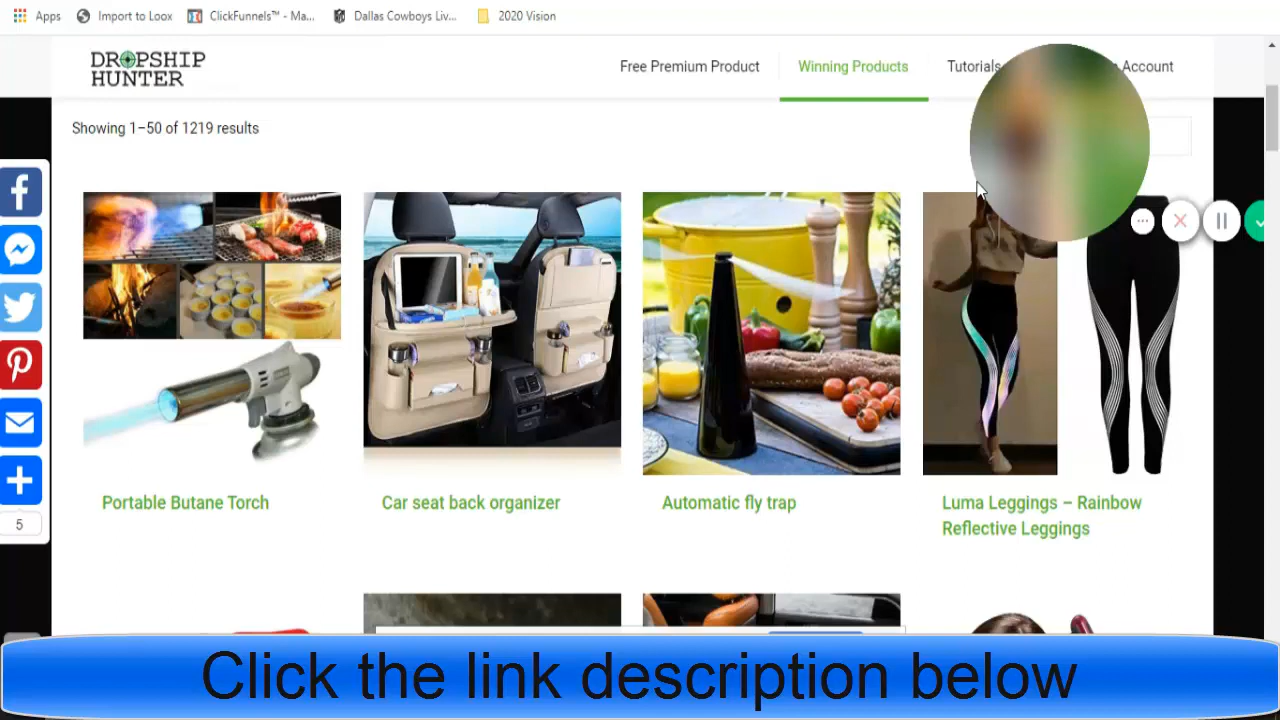 Apps
Import to Loox
ClickFunnels™ - Ma...
Dallas Cowboys Liv...
2020 Vision
DROPSHIP
HUNTER
Free Premium Product
Winning Products
Tutorials
Account
Showing 1–50 of 1219 results
Portable Butane Torch
Car seat back organizer
Automatic fly trap
Luma Leggings – Rainbow
Reflective Leggings
5
Click the link description below